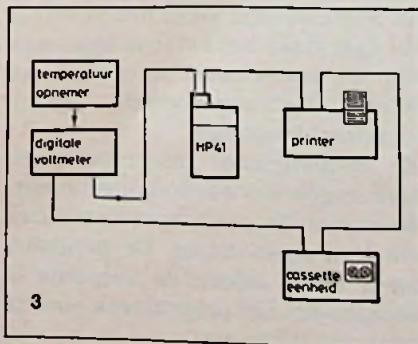 temperatuur
opnemer
digitale
voltmeter
HP41
printer
cassette
eenheid
3